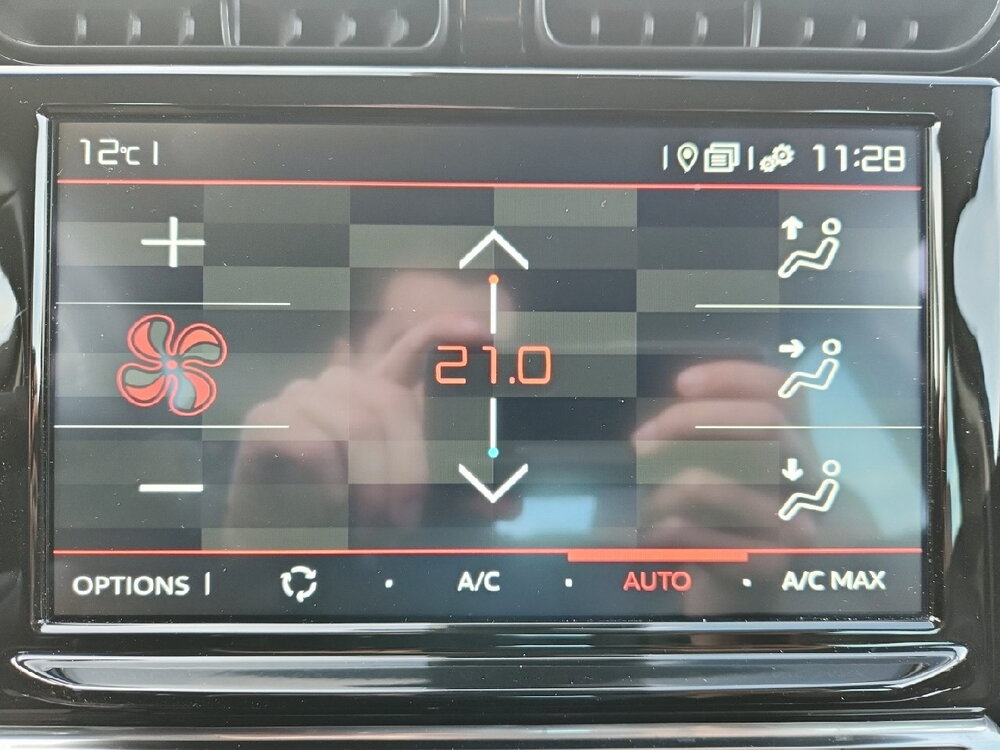 12°C
11:28
21.0
OPTIONS A/C AUTO A/C MAX